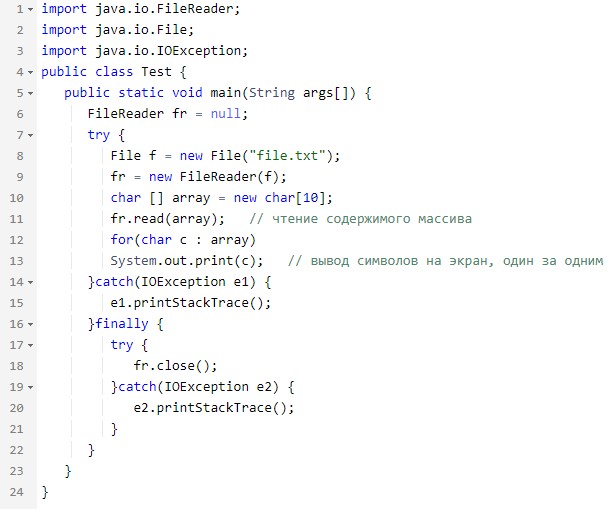 1 import java.io.FileReader;
2 import java.io.File;
3 import java.io.IOException;
4 public class Test {
5    public static void main(String args[]) {
6       FileReader fr = null;
7       try {
8          File f = new File("file.txt");
9          fr = new FileReader(f);
10          char [] array = new char[10];
11          fr.read(array);   // чтение содержимого массива
12          for(char c : array)
13          System.out.print(c);   // вывод символов на экран, один за одним
14       }catch(IOException e1) {
15          e1.printStackTrace();
16       }finally {
17          try {
18             fr.close();
19          }catch(IOException e2) {
20             e2.printStackTrace();
21          }
22       }
23    }
24 }